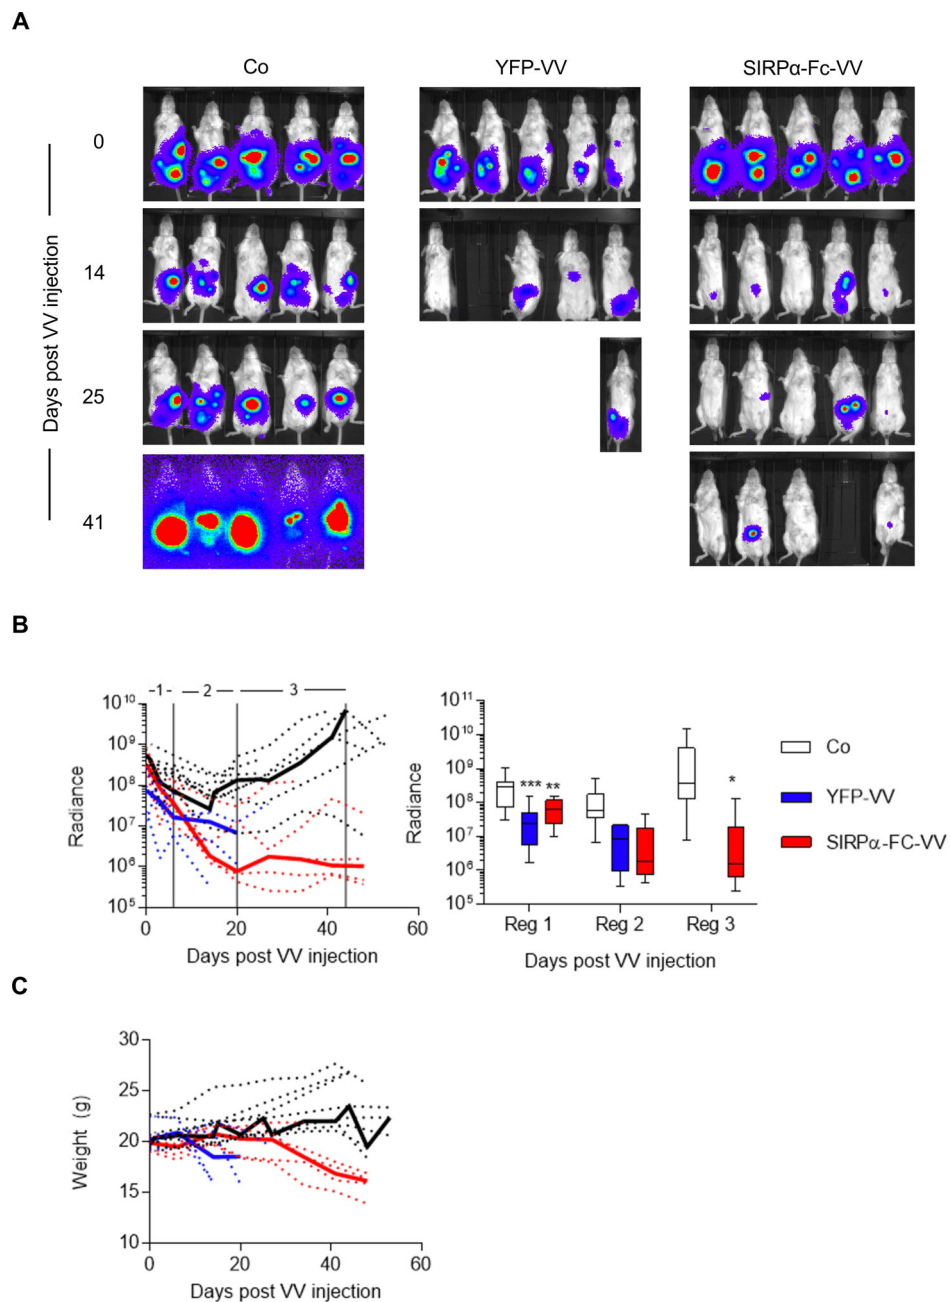 A
Co
YFP-VV
SIRPα-Fc-VV
Days post VV injection
0
14
25
41
B
1
2
3
10^10
10^9
10^8
10^7
10^6
10^5
Radiance
0
20
40
60
Days post VV injection
10^11
10^10
10^9
10^8
10^7
10^6
10^5
Radiance
***
**
*
Reg 1
Reg 2
Reg 3
Days post VV injection
Co
YFP-VV
SIRPα-FC-VV
C
30
25
20
15
10
Weight (g)
0
20
40
60
Days post VV injection